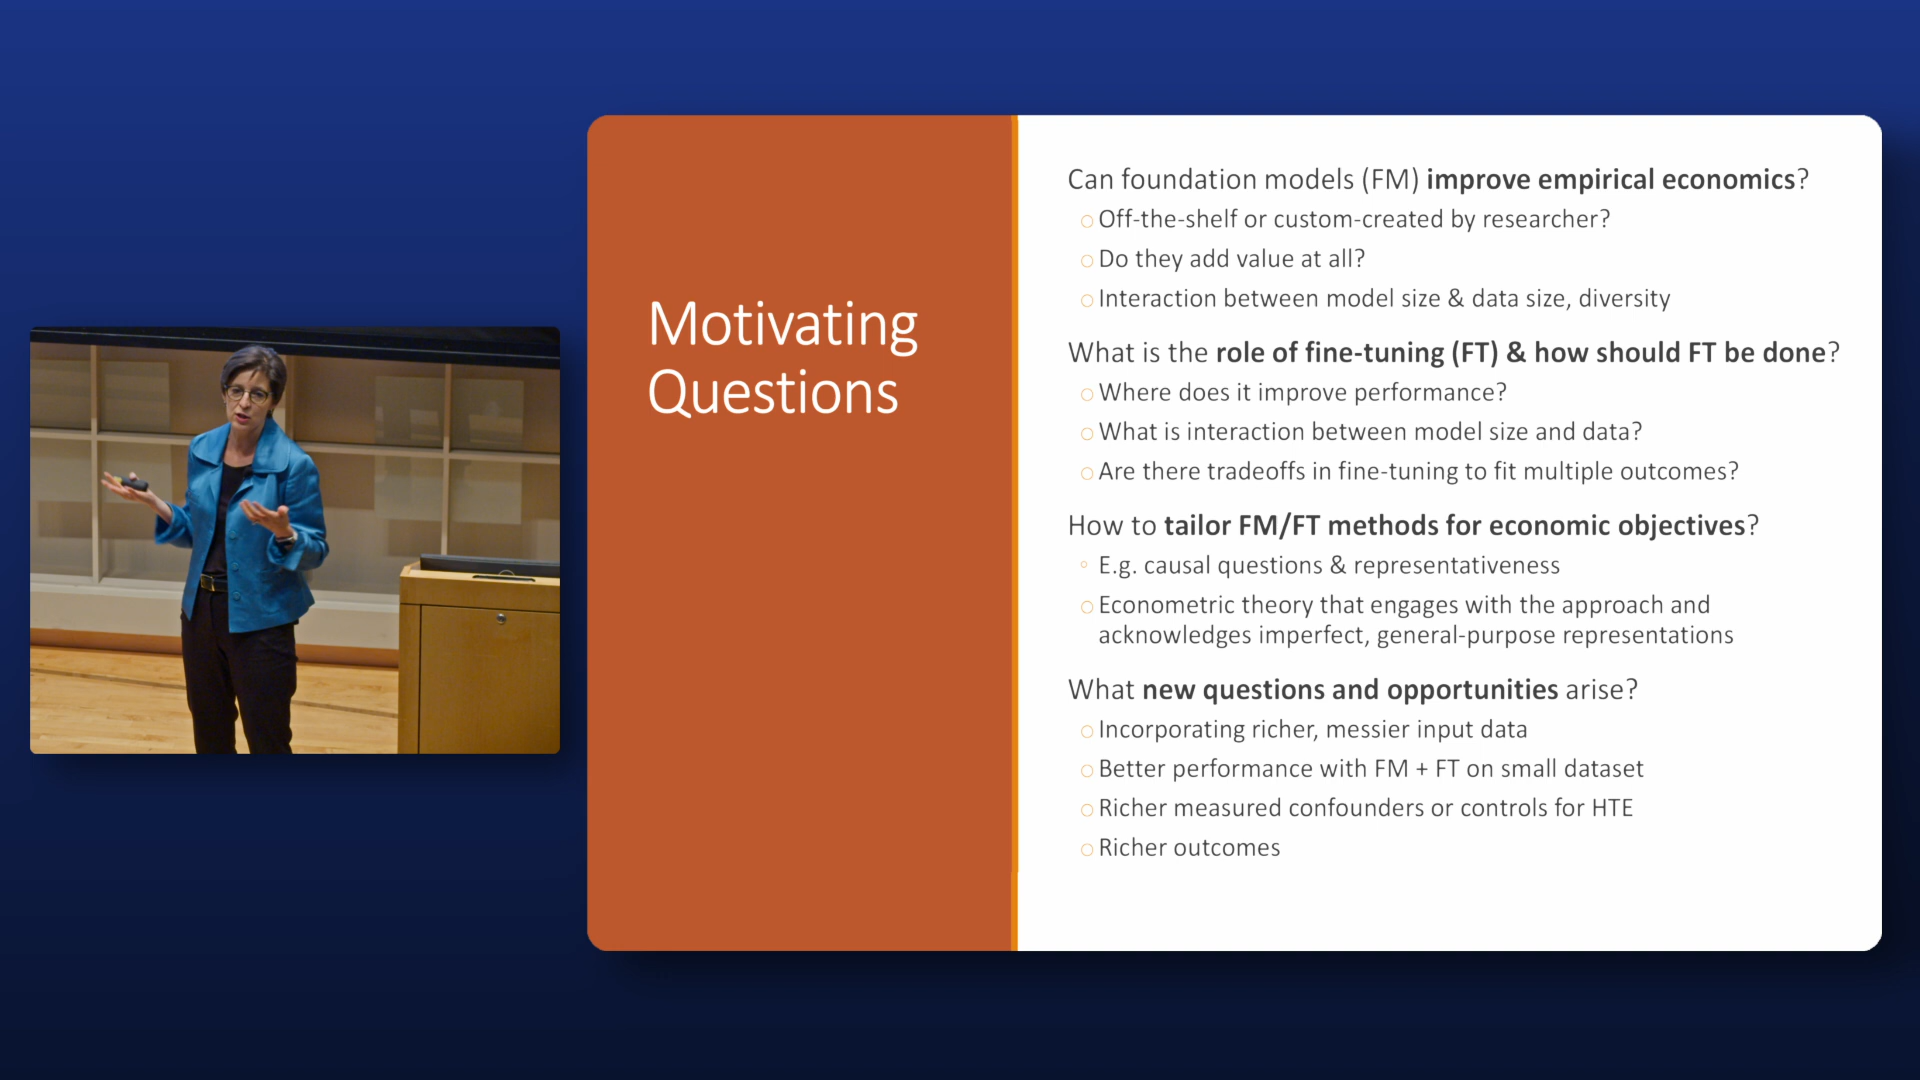 Motivating
Questions
Can foundation models (FM) improve empirical economics?
Off-the-shelf or custom-created by researcher?
Do they add value at all?
Interaction between model size & data size, diversity
What is the role of fine-tuning (FT) & how should FT be done?
Where does it improve performance?
What is interaction between model size and data?
Are there tradeoffs in fine-tuning to fit multiple outcomes?
How to tailor FM/FT methods for economic objectives?
E.g. causal questions & representativeness
Econometric theory that engages with the approach and
acknowledges imperfect, general-purpose representations
What new questions and opportunities arise?
Incorporating richer, messier input data
Better performance with FM + FT on small dataset
Richer measured confounders or controls for HTE
Richer outcomes